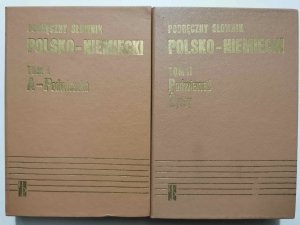 PODRĘCZNY SŁOWNIK
POLSKO-NIEMIECKI
TOM I
PODRĘCZNY SŁOWNIK
POLSKO-NIEMIECKI
TOM II